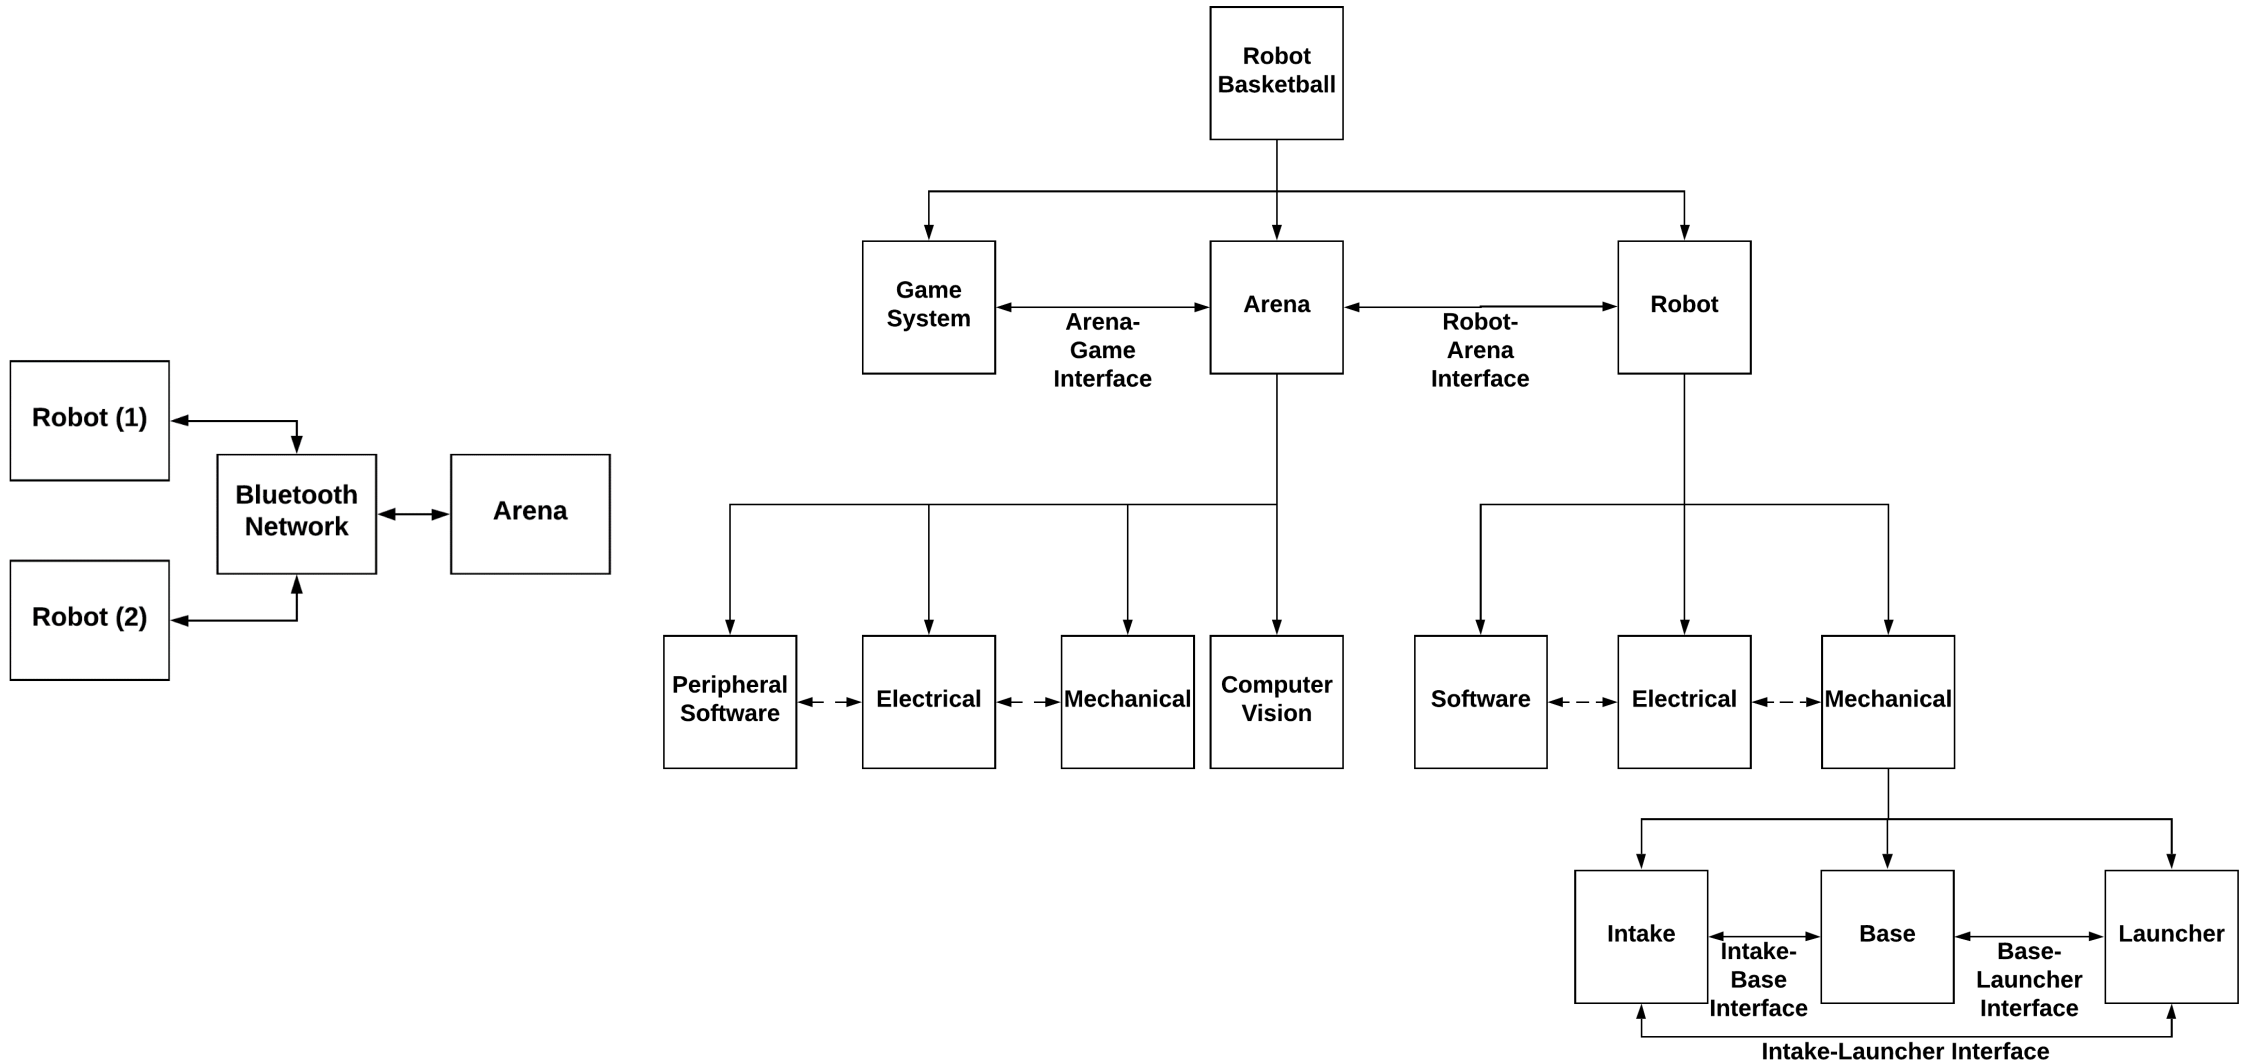 Robot
Basketball
Game
System
Arena-
Game
Interface
Arena
Robot-
Arena
Interface
Robot
Robot (1)
Bluetooth
Network
Arena
Robot (2)
Peripheral
Software
Electrical
Mechanical
Computer
Vision
Software
Electrical
Mechanical
Intake
Intake-
Base
Interface
Base
Base-
Launcher
Interface
Launcher
Intake-Launcher Interface